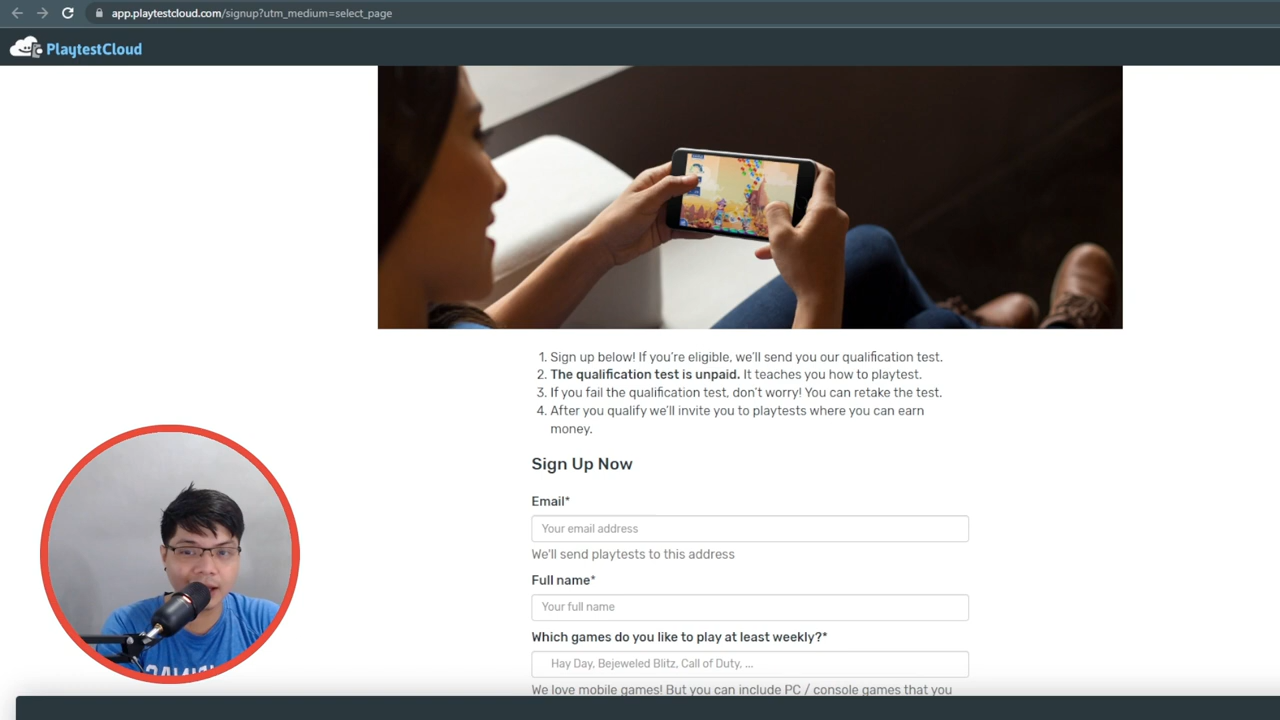 app.playtestcloud.com/signup?utm_medium=select_page
PlaytestCloud
1. Sign up below! If you're eligible, we'll send you our qualification test.
2. The qualification test is unpaid. It teaches you how to playtest.
3. If you fail the qualification test, don't worry! You can retake the test.
4. After you qualify we'll invite you to playtests where you can earn
money.
Sign Up Now
Email*
Your email address
We'll send playtests to this address
Full name*
Your full name
Which games do you like to play at least weekly?*
Hay Day, Bejeweled Blitz, Call of Duty, ...
We love mobile games! But you can include PC / console games that you